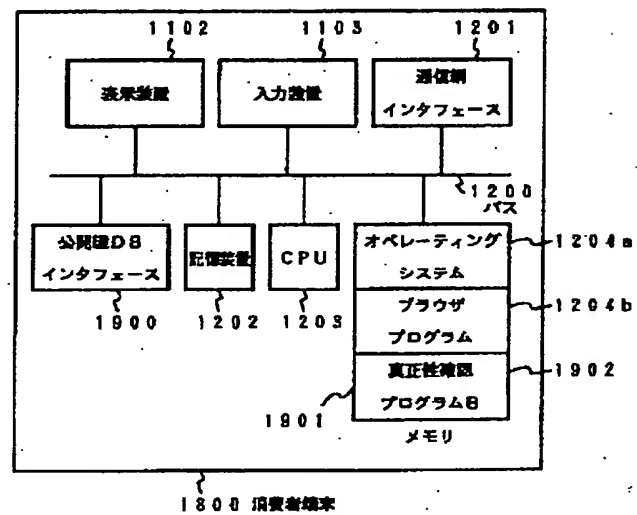 1102
1103
1201
表示装置
入力装置
通信網
インタフェース
1200
バス
公開鍵DB
インタフェース
記憶装置
CPU
オペレーティング
システム
1204a
ブラウザ
プログラム
1204b
真正性確認
プログラムB
1902
1900
1202
1203
1901
メモリ
1800 消費者端末